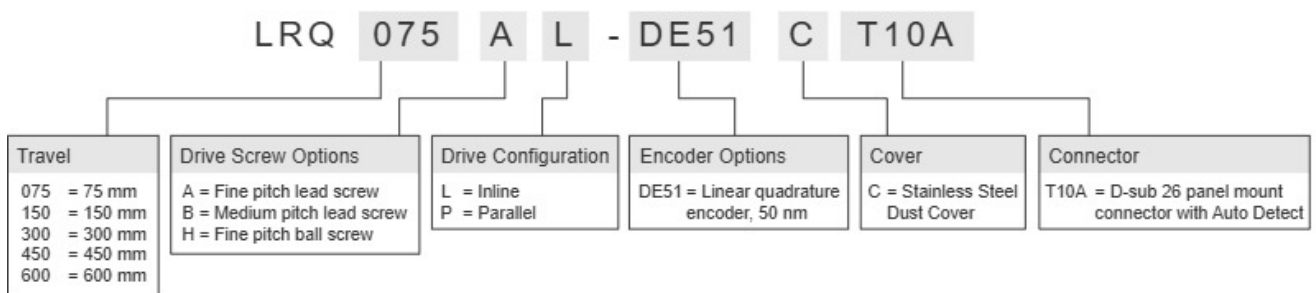 LRQ 075 A L - DE51 C T10A
Travel
075 = 75 mm
150 = 150 mm
300 = 300 mm
450 = 450 mm
600 = 600 mm
Drive Screw Options
A = Fine pitch lead screw
B = Medium pitch lead screw
H = Fine pitch ball screw
Drive Configuration
L = Inline
P = Parallel
Encoder Options
DE51 = Linear quadrature
encoder, 50 nm
Cover
C = Stainless Steel
Dust Cover
Connector
T10A = D-sub 26 panel mount
connector with Auto Detect